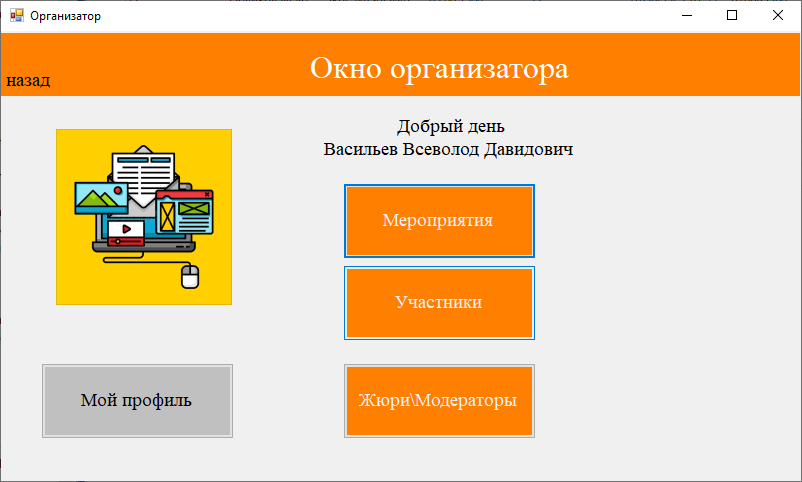 Организатор
Окно организатора
назад
Добрый день
Васильев Всеволод Давидович
Мероприятия
Участники
Мой профиль
Жюри\Модераторы